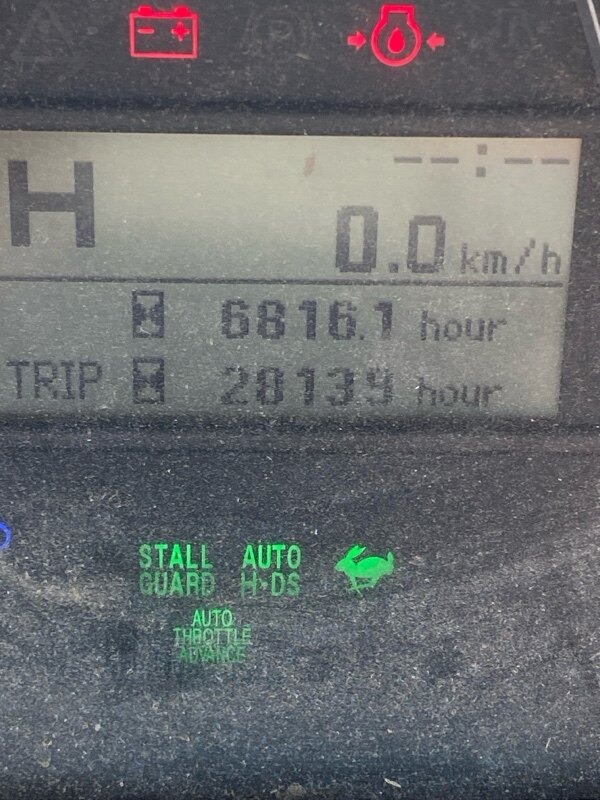 --:--
H
0.0 km/h
6816.1 hour
TRIP 2813.9 hour
STALL GUARD
AUTO H-DS
AUTO THROTTLE ADVANCE